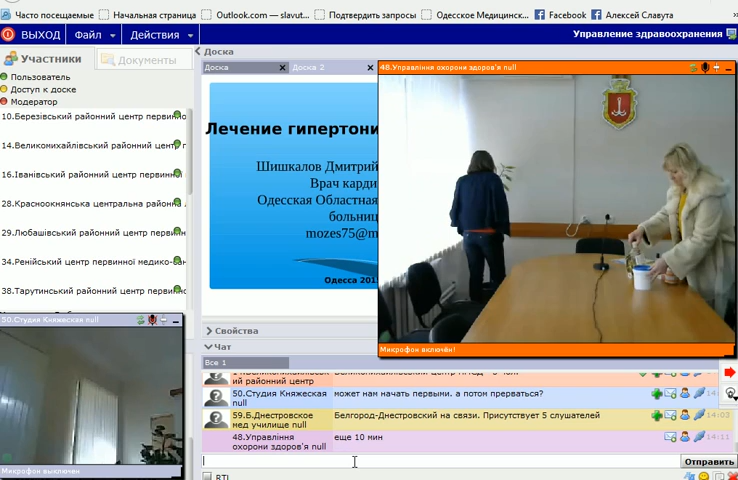 Часто посещаемые
Начальная страница
Outlook.com — slavut...
Подтвердить запросы
Одесское Медицинск...
Facebook
Алексей Славута
ВЫХОД
Файл
Действия
Управление здравоохранения
Участники
Документы
Пользователь
Доступ к доске
Модератор
10.Березівський районний центр первинно
14.Великомихайлівський районний центр п
16.Іванівський районний центр первинн
28.Красноокнянська центральна районна
29.Любашівський районний центр первинн
34.Ренійський центр первинної медико-сан
38.Тарутинський районний центр первинно
50.Студия Княжеская null
Микрофон выключен
Доска
Доска
Доска 2
Лечение гипертони
Шишкалов Дмитрий
Врач карди
Одесская Областная
больниц
mozes75@m
Одесса 201
48.Управління охорони здоров'я null
Микрофон включён!
Свойства
Чат
Все 1
ий районний центр
50.Студия Княжеская null
может нам начать первыми. а потом прерваться?
59.Б.Днестровское мед училище null
Белгород-Днестровский на связи. Присутствует 5 слушателей
14:03
48.Управління охорони здоров'я null
еще 10 мин
14:11
Отправить
RTL